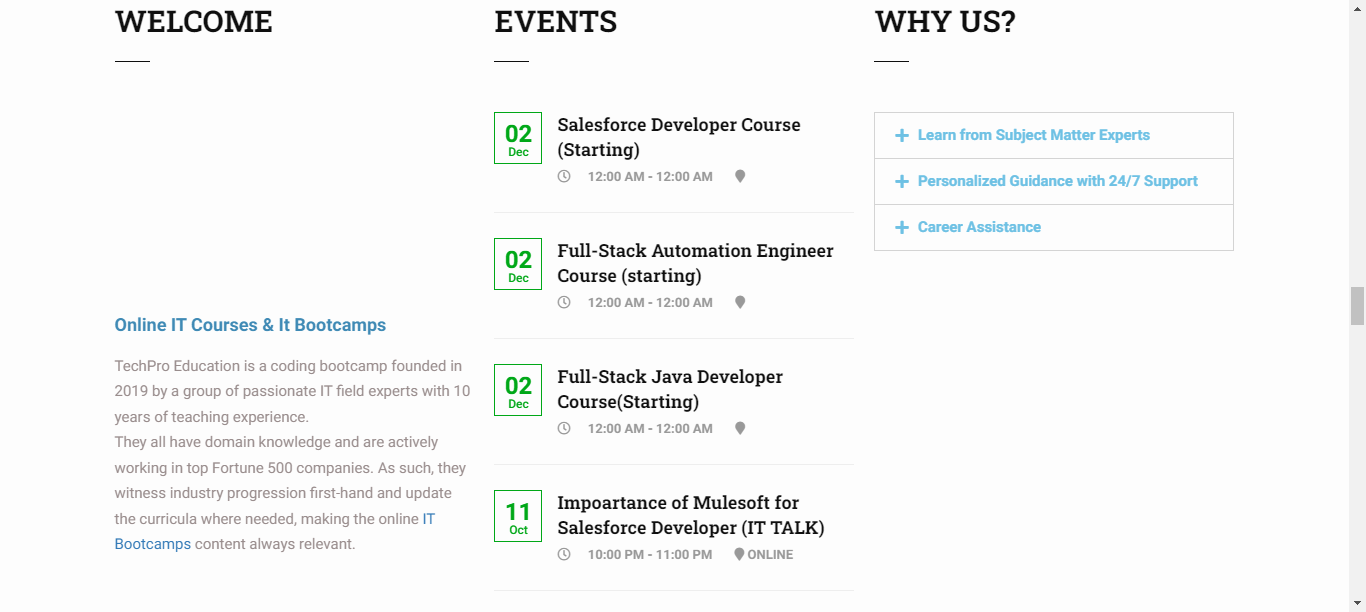 WELCOME
Online IT Courses & It Bootcamps
TechPro Education is a coding bootcamp founded in
2019 by a group of passionate IT field experts with 10
years of teaching experience.
They all have domain knowledge and are actively
working in top Fortune 500 companies. As such, they
witness industry progression first-hand and update
the curricula where needed, making the online IT
Bootcamps content always relevant.
EVENTS
02
Dec
Salesforce Developer Course
(Starting)
12:00 AM - 12:00 AM
02
Dec
Full-Stack Automation Engineer
Course (starting)
12:00 AM - 12:00 AM
02
Dec
Full-Stack Java Developer
Course(Starting)
12:00 AM - 12:00 AM
11
Oct
Impoartance of Mulesoft for
Salesforce Developer (IT TALK)
10:00 PM - 11:00 PM ONLINE
WHY US?
Learn from Subject Matter Experts
Personalized Guidance with 24/7 Support
Career Assistance